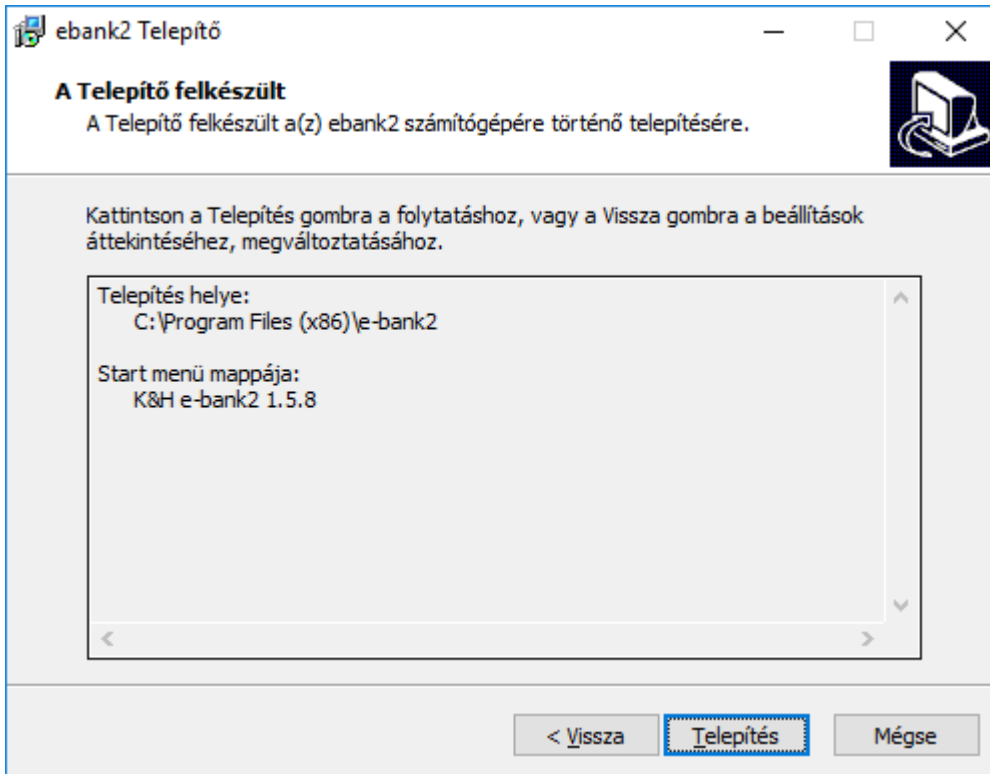 ebank2 Telepítő
A Telepítő felkészült
A Telepítő felkészült a(z) ebank2 számítógépére történő telepítésére.
Kattintson a Telepítés gombra a folytatáshoz, vagy a Vissza gombra a beállítások
áttekintéséhez, megváltoztatásához.
Telepítés helye:
C:\Program Files (x86)\e-bank2
Start menü mappája:
K&H e-bank2 1.5.8
< Vissza
Telepítés
Mégse